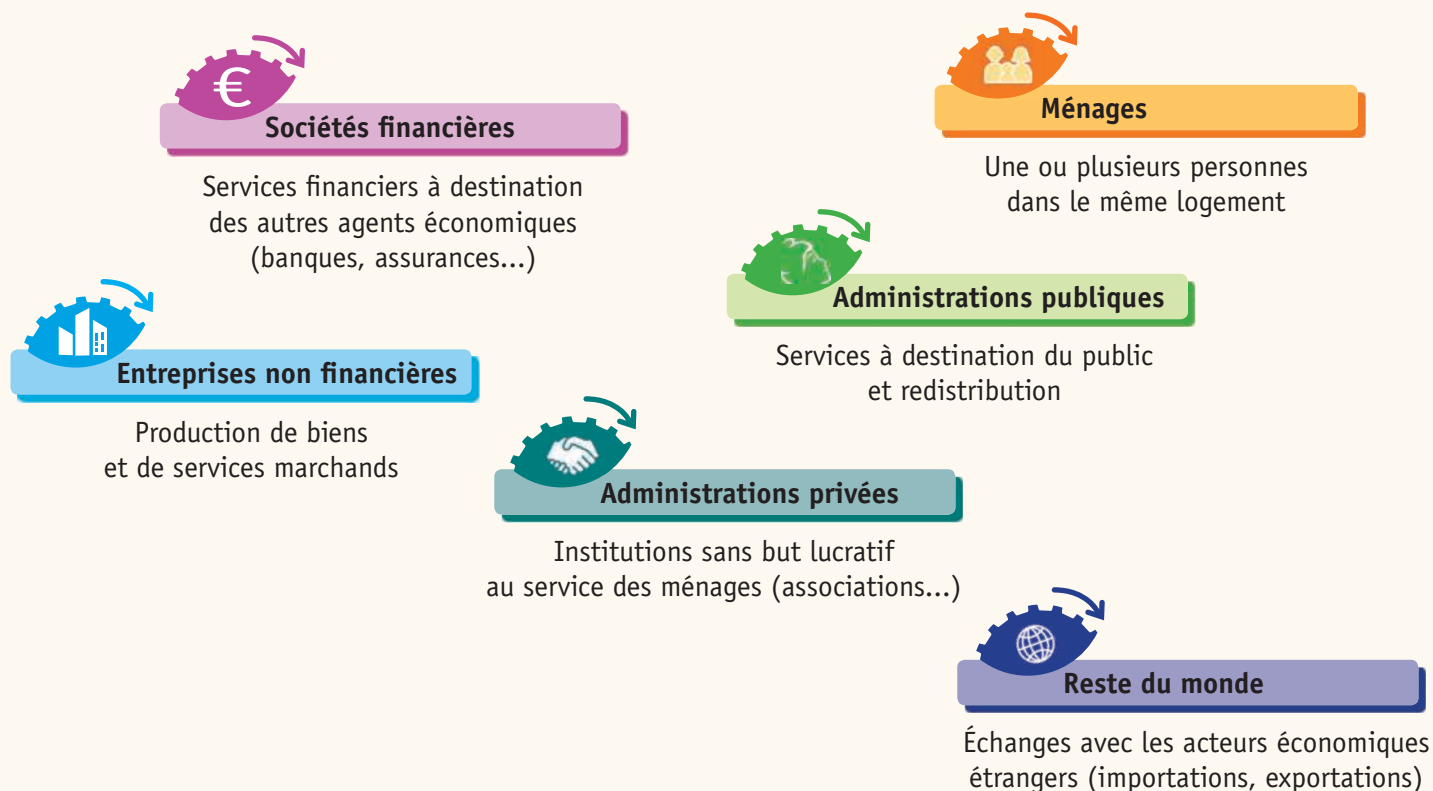 €
Sociétés financières
Services financiers à destination
des autres agents économiques
(banques, assurances...)
Ménages
Une ou plusieurs personnes
dans le même logement
Administrations publiques
Services à destination du public
et redistribution
Entreprises non financières
Production de biens
et de services marchands
Administrations privées
Institutions sans but lucratif
au service des ménages (associations...)
Reste du monde
Échanges avec les acteurs économiques
étrangers (importations, exportations)